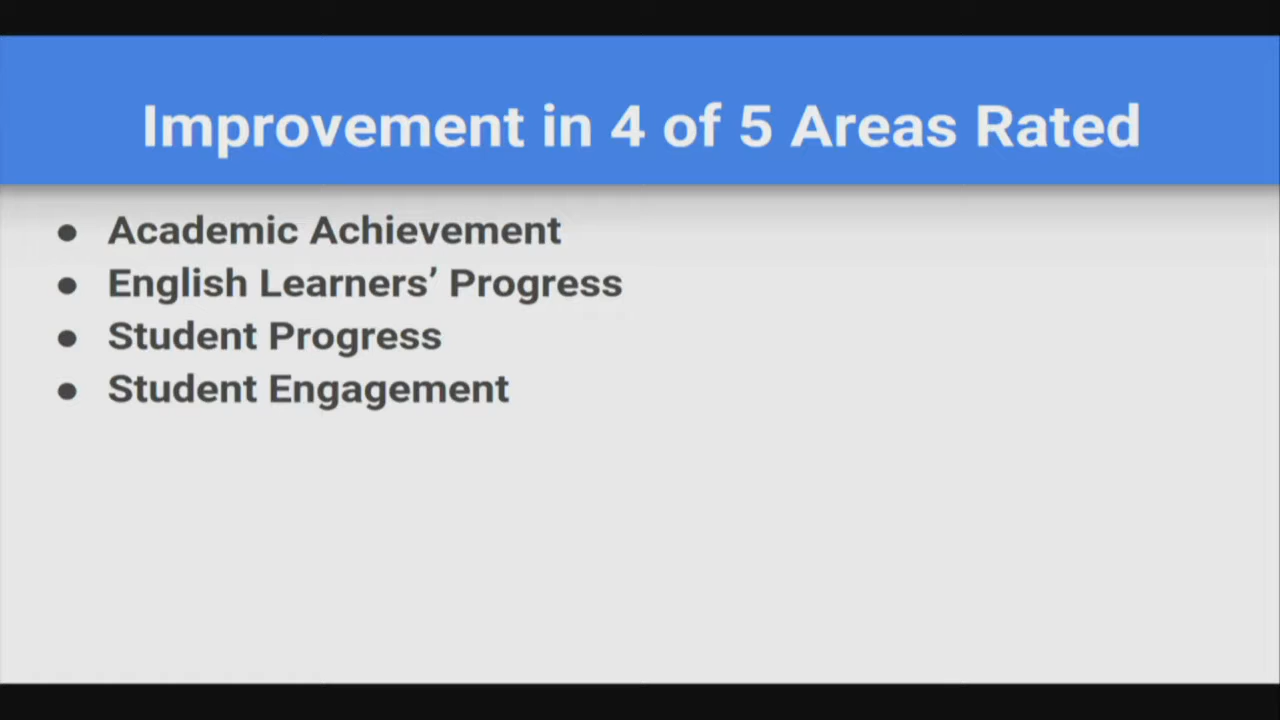 Improvement in 4 of 5 Areas Rated
● Academic Achievement
● English Learners’ Progress
● Student Progress
● Student Engagement